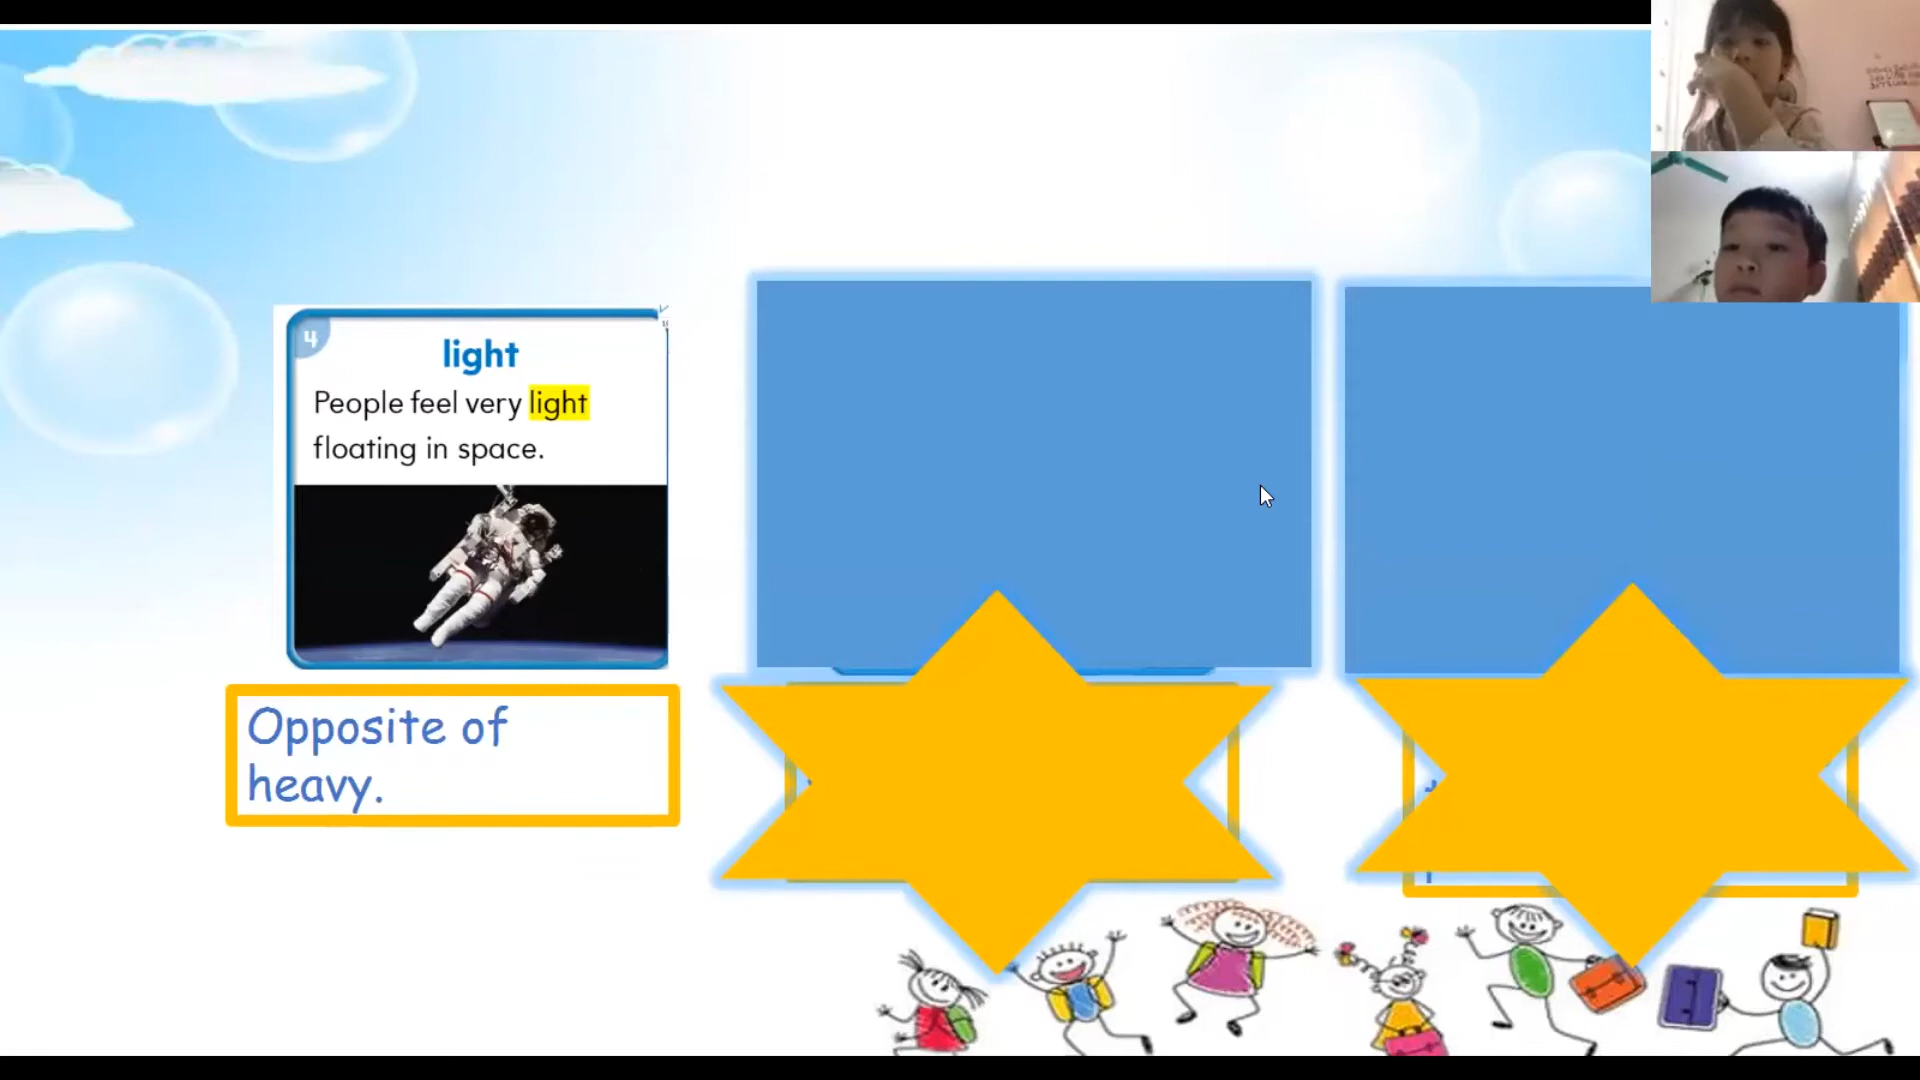 4
light
People feel very light
floating in space.
Opposite of
heavy.